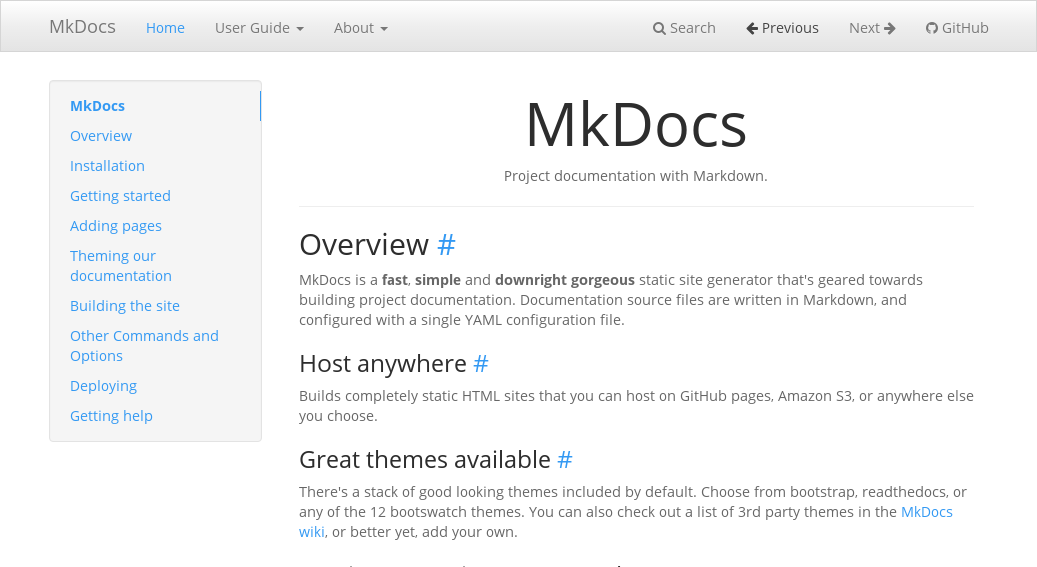 MkDocs Home User Guide About Search Previous Next GitHub
MkDocs
Overview
Installation
Getting started
Adding pages
Theming our
documentation
Building the site
Other Commands and
Options
Deploying
Getting help
MkDocs
Project documentation with Markdown.
Overview #
MkDocs is a fast, simple and downright gorgeous static site generator that's geared towards
building project documentation. Documentation source files are written in Markdown, and
configured with a single YAML configuration file.
Host anywhere #
Builds completely static HTML sites that you can host on GitHub pages, Amazon S3, or anywhere else
you choose.
Great themes available #
There's a stack of good looking themes included by default. Choose from bootstrap, readthedocs, or
any of the 12 bootswatch themes. You can also check out a list of 3rd party themes in the MkDocs
wiki, or better yet, add your own.